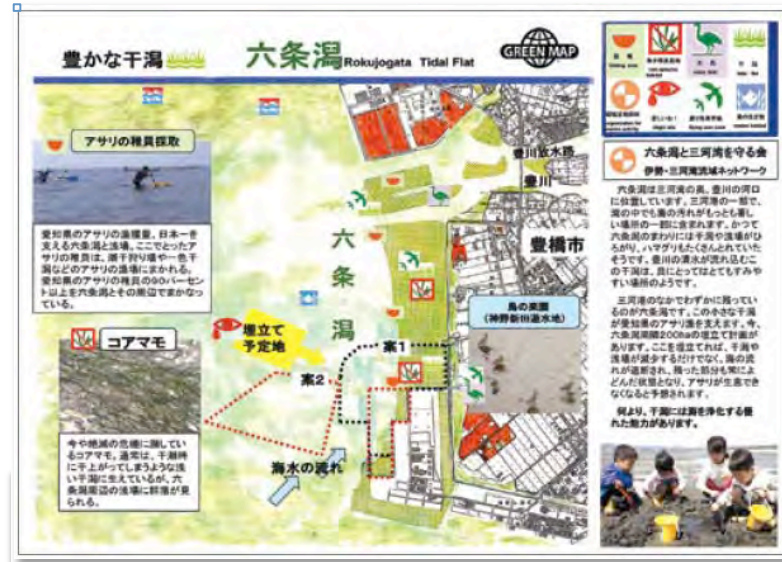 豊かな干潟
六条潟 Rokujogata Tidal Flat
GREEN MAP
アサリの稚貝採取
愛知県のアサリの漁獲量、日本一を
支える六条潟と漁場。ここでとったア
サリの稚貝は、潮干狩り場や一色干
潟などのアサリの漁場にまかれる。
愛知県のアサリの稚貝の90パーセン
ト以上を六条潟とその周辺でまかなっ
ている。
コアマモ
今や絶滅の危機に瀕してい
るコアマモ。通常は、干潮時
に干上がってしまうような浅
い干潟に生えているが、六
条潟周辺の浅場に群落が見
られる。
六条潟
埋立て
予定地
案1
案2
海水の流れ
豊川放水路
豊川
豊橋市
鳥の楽園
(神野新田遊水地)
六条潟と三河湾を守る会
伊勢・三河湾流域ネットワーク
六条潟は三河湾の奥、豊川の河口
に位置しています。三河港の一部で、
湾の中でも海の汚れがもっとも著し
い場所の一部に含まれます。かつて
六条潟のまわりには干潟や浅場がひ
ろがり、ハマグリもたくさんとれていた
そうです。豊川の清水が流れ込むこ
の干潟は、貝にとってはとてもすみや
すい場所のようです。
三河港のなかでわずかに残ってい
るのが六条潟です。この小さな干潟
が愛知県のアサリ漁を支えます。今、
六条潟南隣200haの埋立て計画が
あります。ここを埋立てれば、干潟や
浅場が減少するだけでなく、海の流
れが遮断され、残った部分も常によ
どんだ状態となり、アサリが生息でき
なくなると予想されます。
何より、干潟には海を浄化する優
れた能力があります。